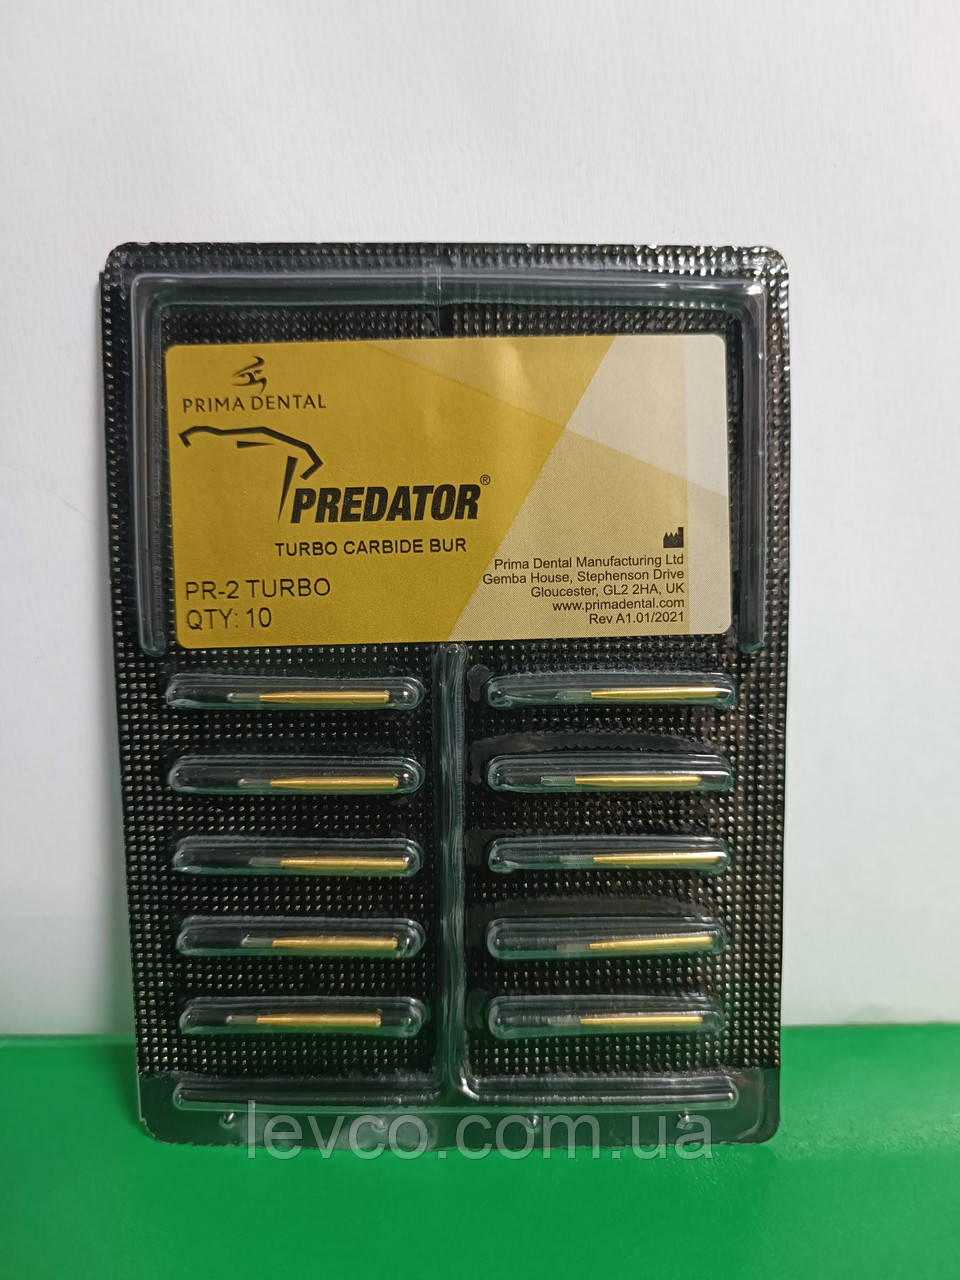 PRIMA DENTAL
PREDATOR®
TURBO CARBIDE BUR
PR-2 TURBO
QTY: 10
Prima Dental Manufacturing Ltd
Gemba House, Stephenson Drive
Gloucester, GL2 2HA, UK
www.primadental.com
Rev A1.01/2021
levco.com.ua